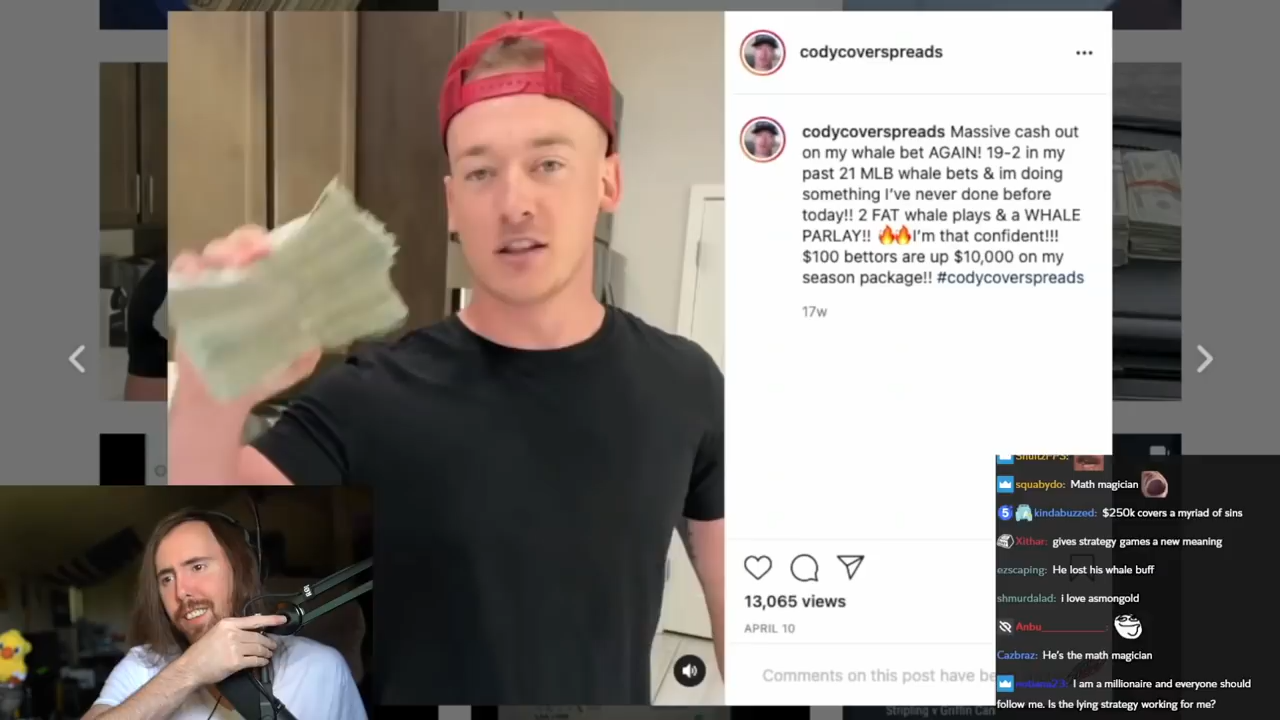 codycoverspreads
codycoverspreads Massive cash out
on my whale bet AGAIN! 19-2 in my
past 21 MLB whale bets & im doing
something I've never done before
today!! 2 FAT whale plays & a WHALE
PARLAY!! 🔥🔥I'm that confident!!!
$100 bettors are up $10,000 on my
season package!! #codycoverspreads
17w
13,065 views
APRIL 10
Comments on this post have be
squabydo: Math magician
5 kindabuzzed: $250k covers a myriad of sins
Xithar: gives strategy games a new meaning
ezscaping: He lost his whale buff
shmurdalad: i love asmongold
Anbu__________:
Cazbraz: He's the math magician
I am a millionaire and everyone should
follow me. Is the lying strategy working for me?
Stripling v Griffin Can